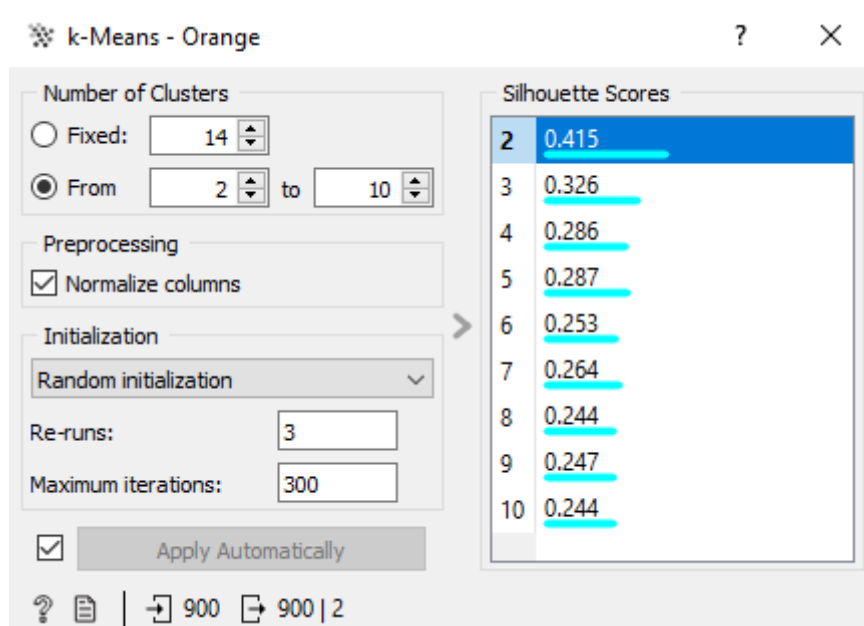 k-Means - Orange ? ×
Number of Clusters
Fixed: 14
From 2 to 10
Preprocessing
Normalize columns
Initialization
Random initialization
Re-runs: 3
Maximum iterations: 300
Apply Automatically
? 900 900 | 2
Silhouette Scores
2 0.415
3 0.326
4 0.286
5 0.287
6 0.253
7 0.264
8 0.244
9 0.247
10 0.244